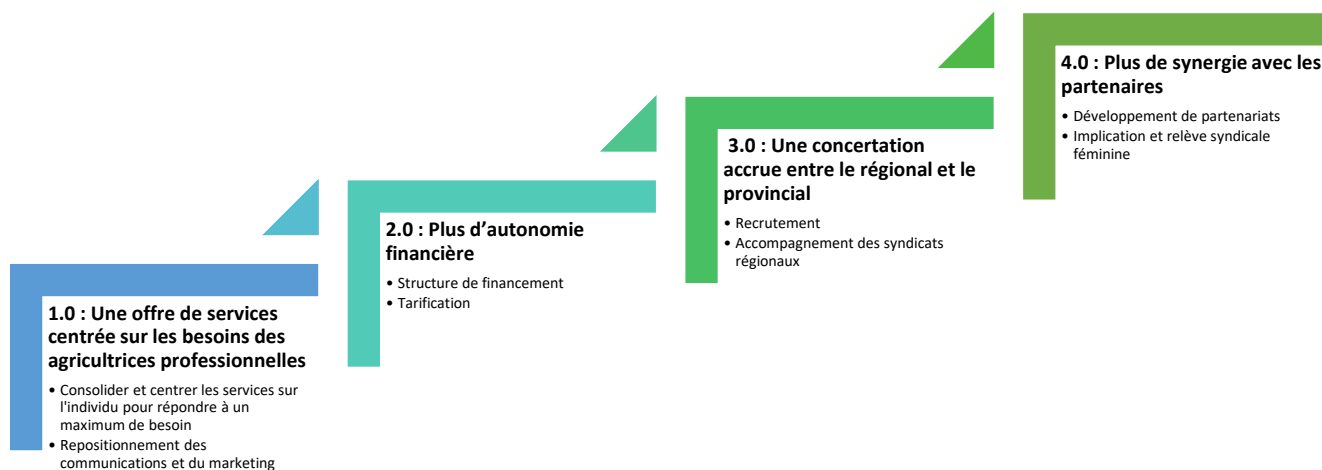 1.0 : Une offre de services
centrée sur les besoins des
agricultrices professionnelles
• Consolider et centrer les services sur
l'individu pour répondre à un
maximum de besoin
• Repositionnement des
communications et du marketing
2.0 : Plus d’autonomie
financière
• Structure de financement
• Tarification
3.0 : Une concertation
accrue entre le régional et le
provincial
• Recrutement
• Accompagnement des syndicats
régionaux
4.0 : Plus de synergie avec les
partenaires
• Développement de partenariats
• Implication et relève syndicale
féminine